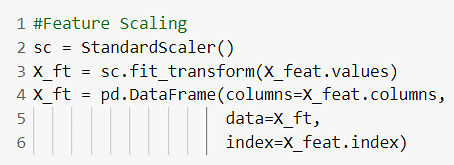 1 #Feature Scaling
2 sc = StandardScaler()
3 X_ft = sc.fit_transform(X_feat.values)
4 X_ft = pd.DataFrame(columns=X_feat.columns,
5                     data=X_ft,
6                     index=X_feat.index)